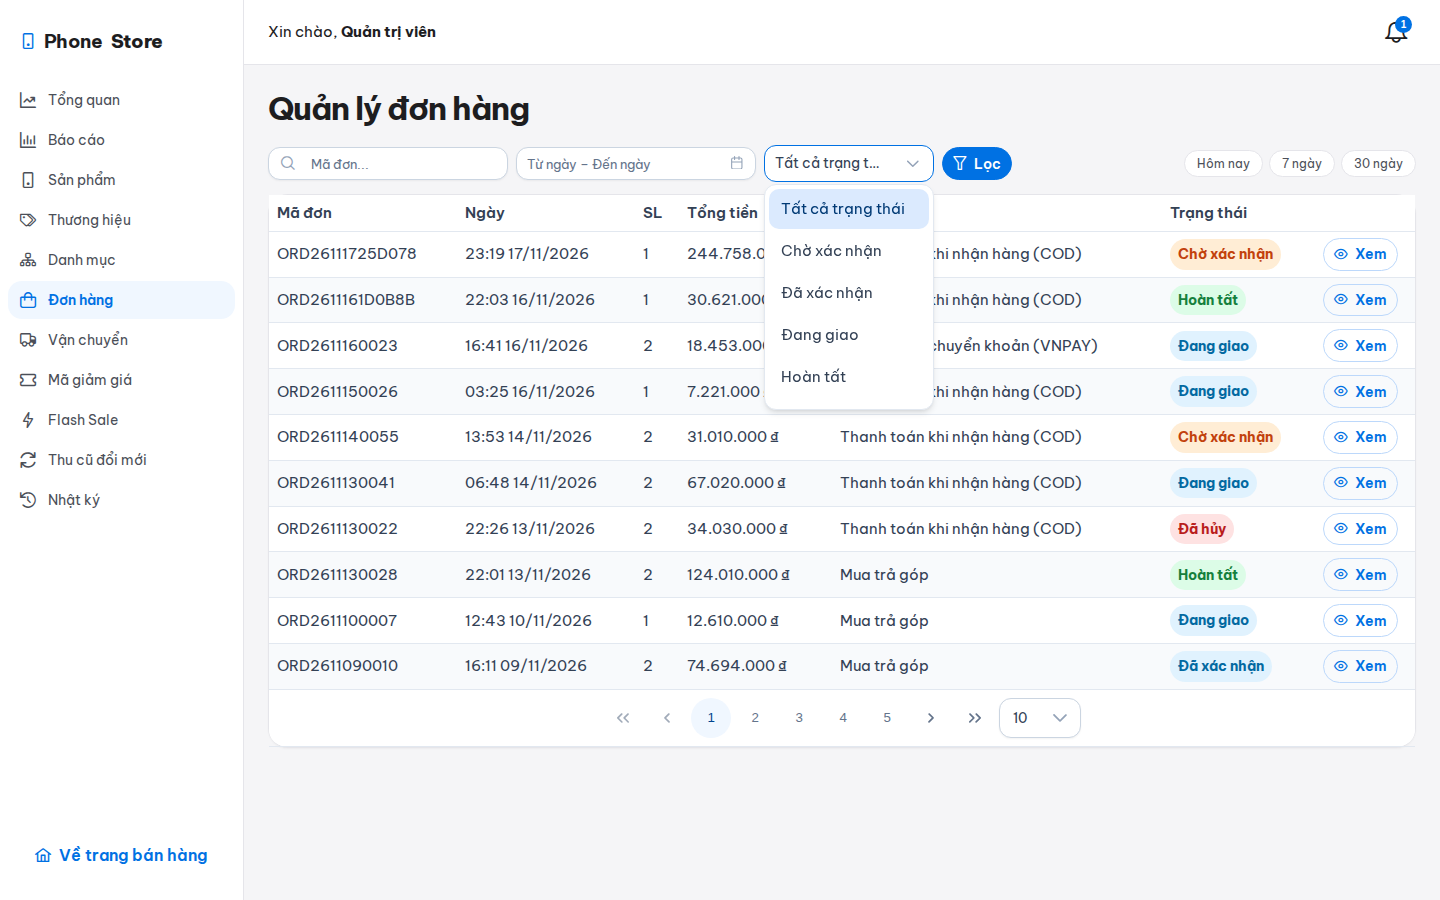 Phone Store
Xin chào, Quản trị viên
1
Tổng quan
Báo cáo
Sản phẩm
Thương hiệu
Danh mục
Đơn hàng
Vận chuyển
Mã giảm giá
Flash Sale
Thu cũ đổi mới
Nhật ký
Về trang bán hàng
Quản lý đơn hàng
Mã đơn...
Từ ngày – Đến ngày
Tất cả trạng t...
Lọc
Hôm nay
7 ngày
30 ngày
Tất cả trạng thái
Chờ xác nhận
Đã xác nhận
Đang giao
Hoàn tất
Mã đơn Ngày SL Tổng tiền Trạng thái
ORD26111725D078 23:19 17/11/2026 1 244.758.0 khi nhận hàng (COD) Chờ xác nhận Xem
ORD2611161D0B8B 22:03 16/11/2026 1 30.621.000 khi nhận hàng (COD) Hoàn tất Xem
ORD2611160023 16:41 16/11/2026 2 18.453.000 chuyển khoản (VNPAY) Đang giao Xem
ORD2611150026 03:25 16/11/2026 1 7.221.000 khi nhận hàng (COD) Đang giao Xem
ORD2611140055 13:53 14/11/2026 2 31.010.000 ₫ Thanh toán khi nhận hàng (COD) Chờ xác nhận Xem
ORD2611130041 06:48 14/11/2026 2 67.020.000 ₫ Thanh toán khi nhận hàng (COD) Đang giao Xem
ORD2611130022 22:26 13/11/2026 2 34.030.000 ₫ Thanh toán khi nhận hàng (COD) Đã hủy Xem
ORD2611130028 22:01 13/11/2026 2 124.010.000 ₫ Mua trả góp Hoàn tất Xem
ORD2611100007 12:43 10/11/2026 1 12.610.000 ₫ Mua trả góp Đang giao Xem
ORD2611090010 16:11 09/11/2026 2 74.694.000 ₫ Mua trả góp Đã xác nhận Xem
1 2 3 4 5 10